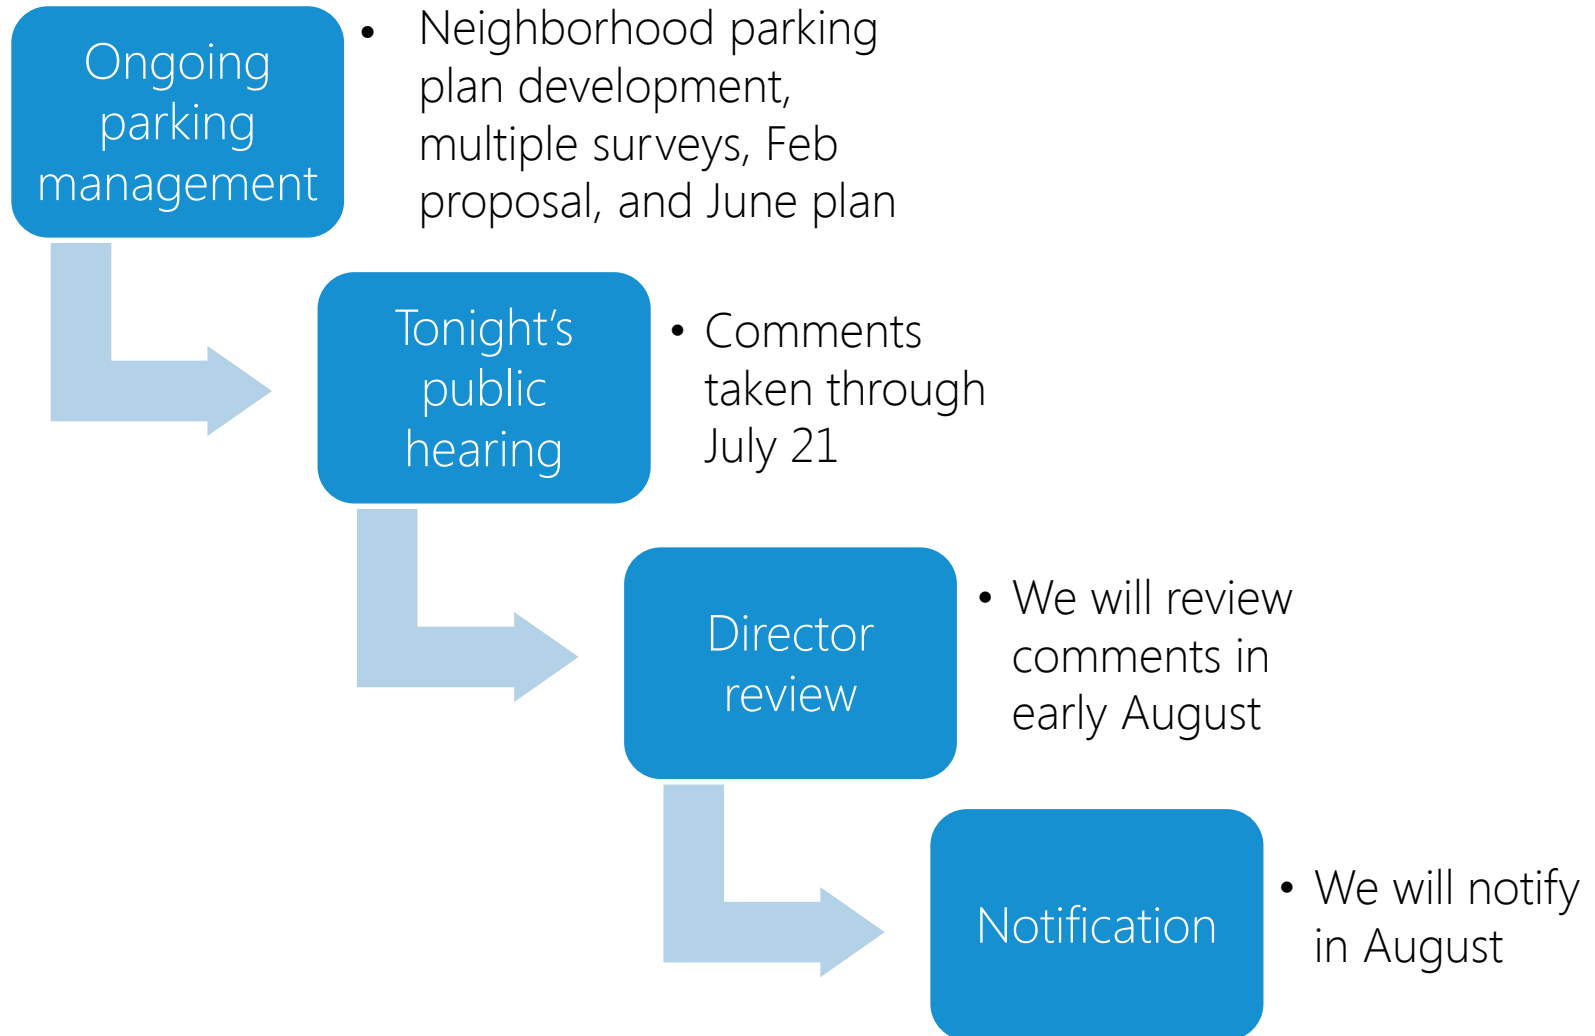 Ongoing
parking
management
• Neighborhood parking
plan development,
multiple surveys, Feb
proposal, and June plan
Tonight’s
public
hearing
• Comments
taken through
July 21
Director
review
• We will review
comments in
early August
Notification
• We will notify
in August